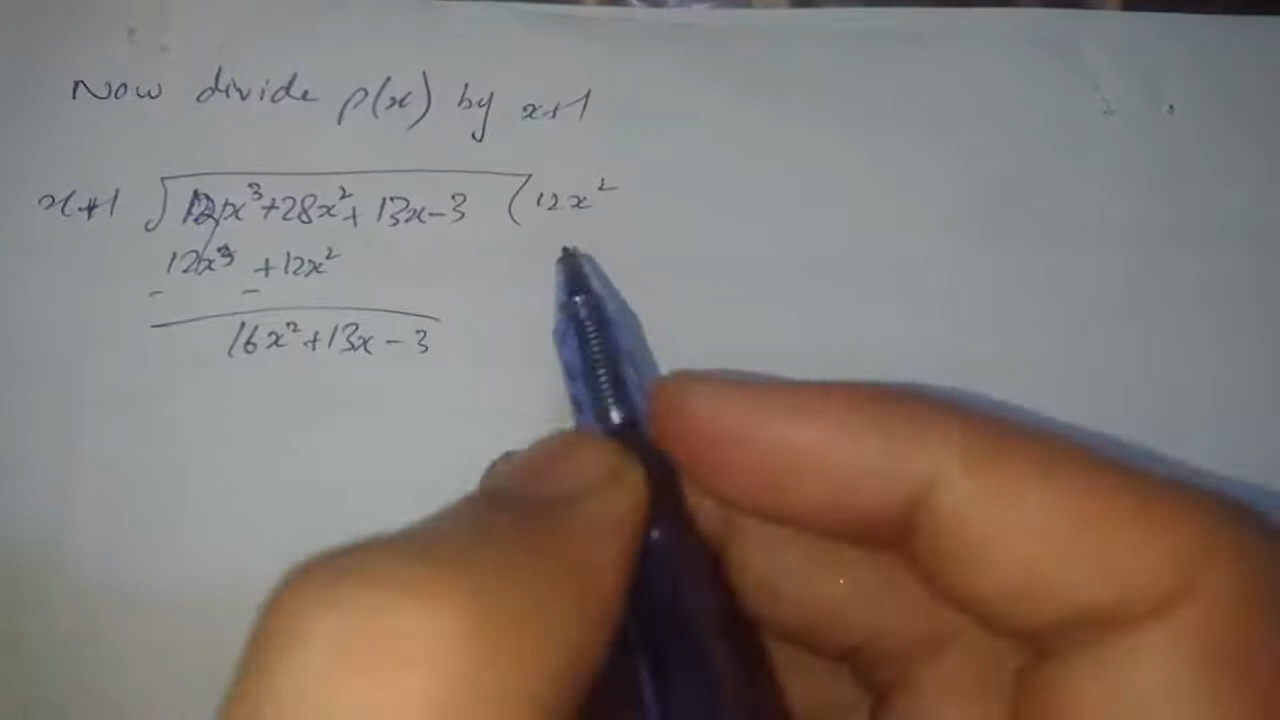 Now divide p(x) by x+1
x+1 ) 12x³+28x²+13x-3 ( 12x²
12x³ +12x²
- -
16x²+13x-3